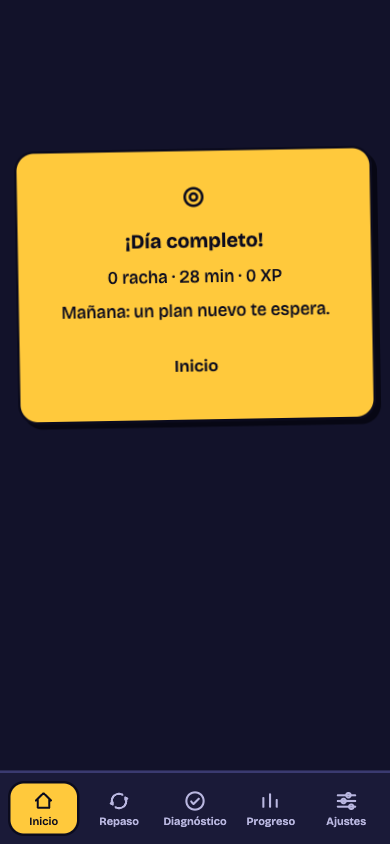 ¡Día completo!
0 racha · 28 min · 0 XP
Mañana: un plan nuevo te espera.
Inicio
Inicio
Repaso
Diagnóstico
Progreso
Ajustes